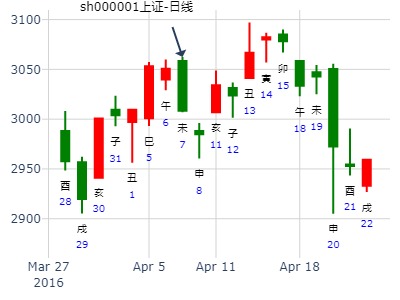 sh000001上证-日线
3100
3050
3000
2950
2900
酉
28
戌
29
亥
30
子
31
丑
1
巳
5
午
6
未
7
申
8
亥
11
子
12
丑
13
寅
14
卯
15
午
18
未
19
申
20
酉
21
戌
22
Mar 27
2016
Apr 5
Apr 11
Apr 18